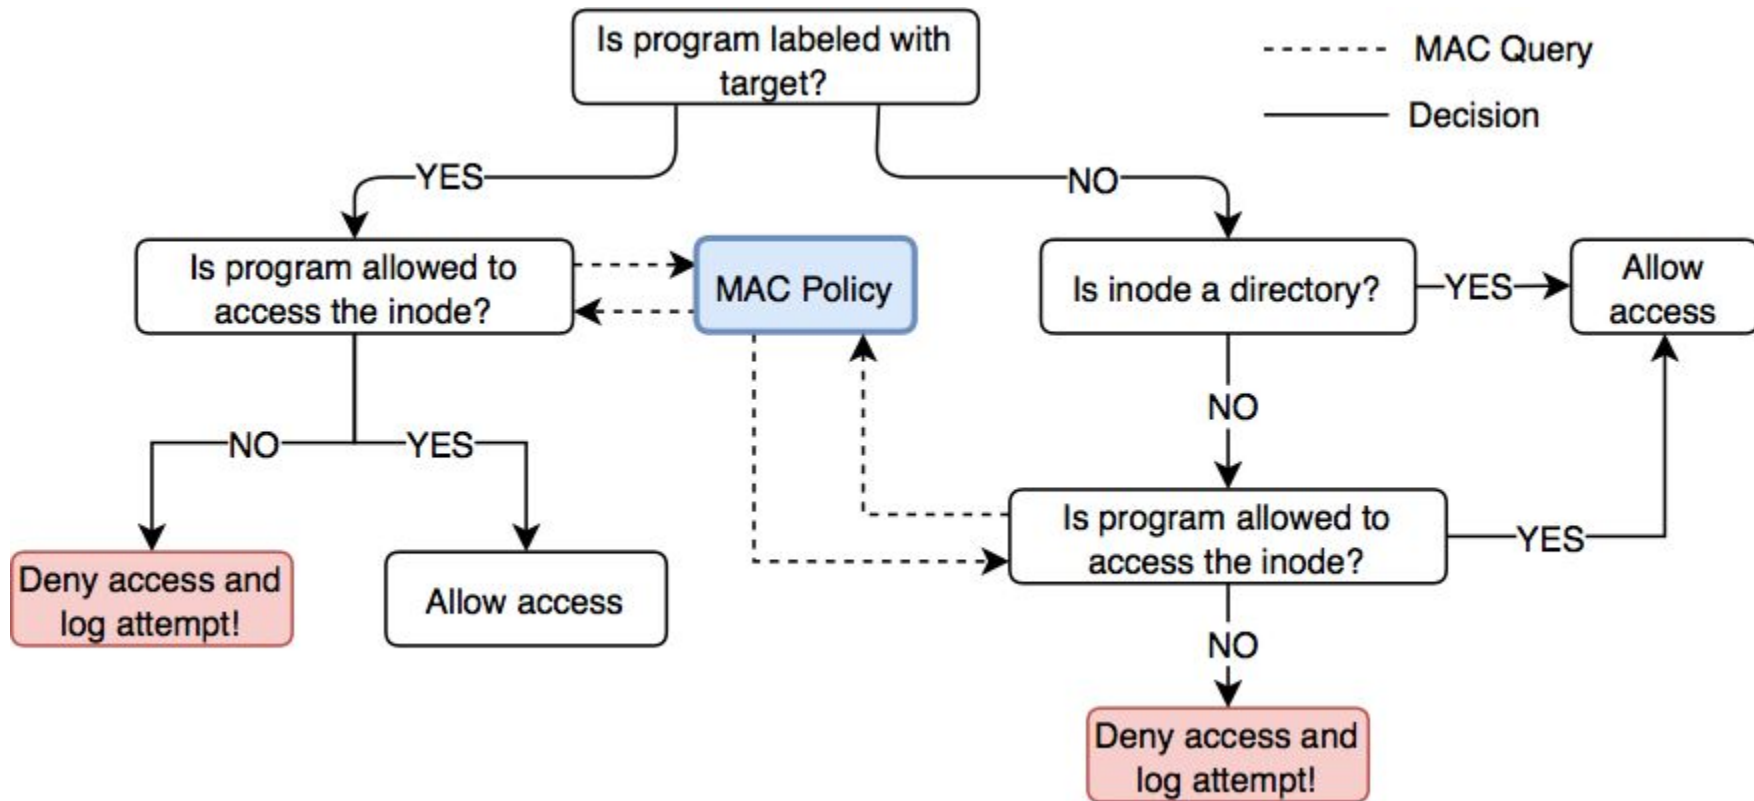 Is program labeled with
target?
MAC Query
Decision
YES
NO
Is program allowed to
access the inode?
MAC Policy
Is inode a directory?
YES
Allow
access
NO
YES
NO
Is program allowed to
access the inode?
YES
Deny access and
log attempt!
Allow access
NO
Deny access and
log attempt!